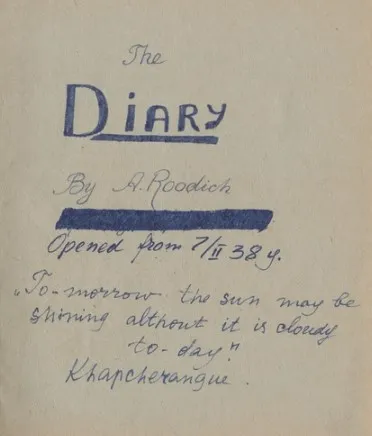 The
DIARY
By A. Roodich
Opened from 7/II 38 y.
„To-morrow the sun may be
shining althout it is cloudy
to-day."
Khapcherangue.